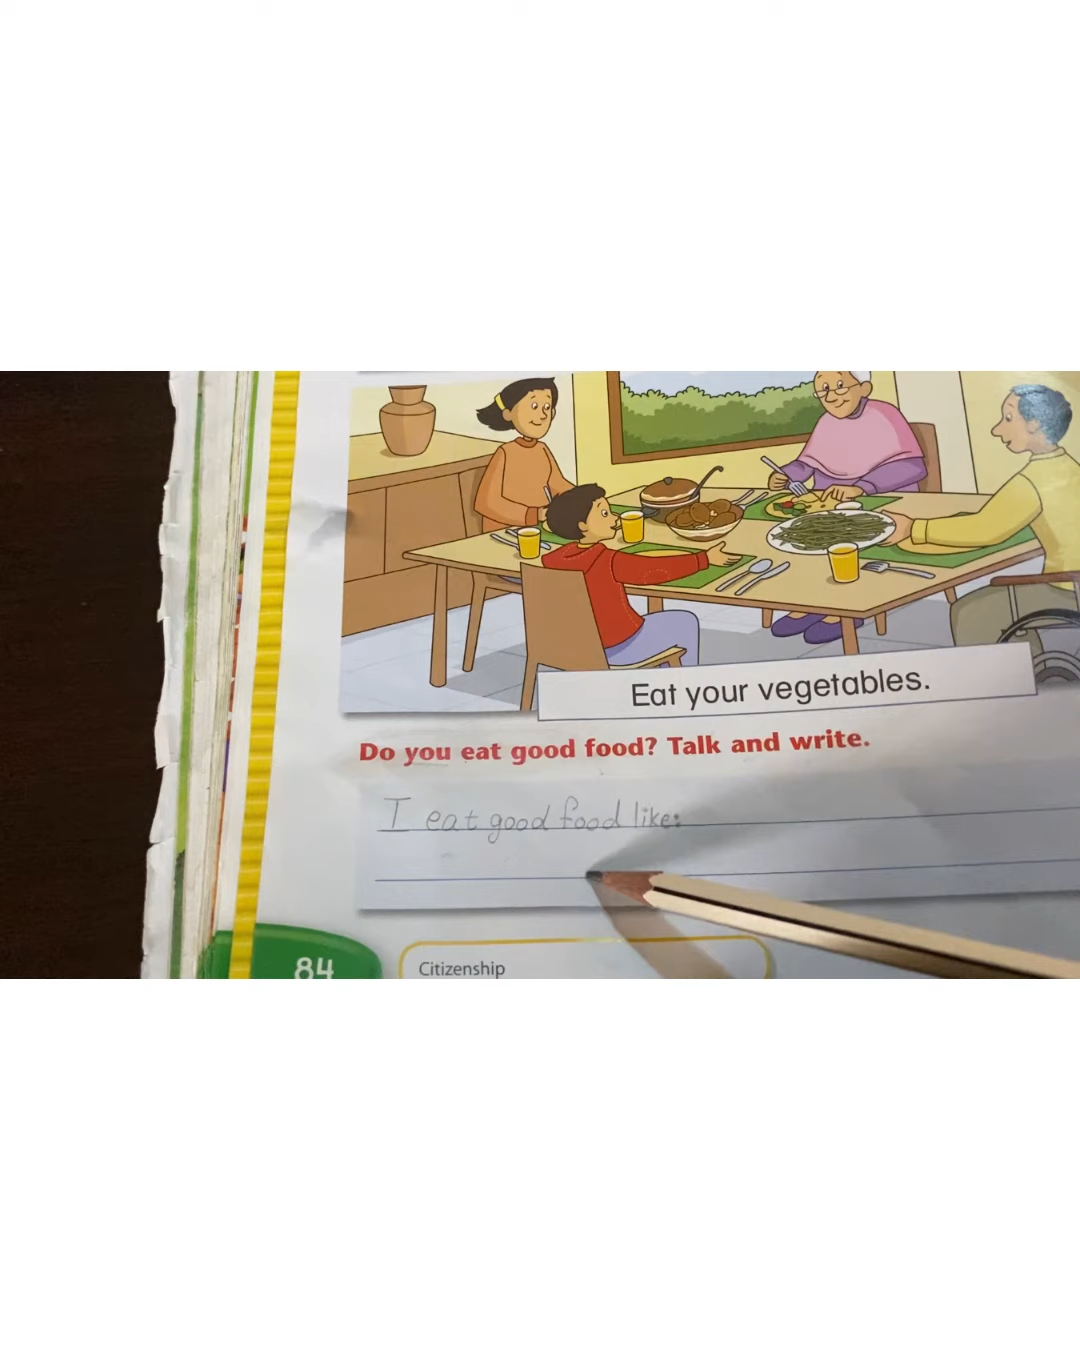 Eat your vegetables.
Do you eat good food? Talk and write.
I eat good food like:
84
Citizenship